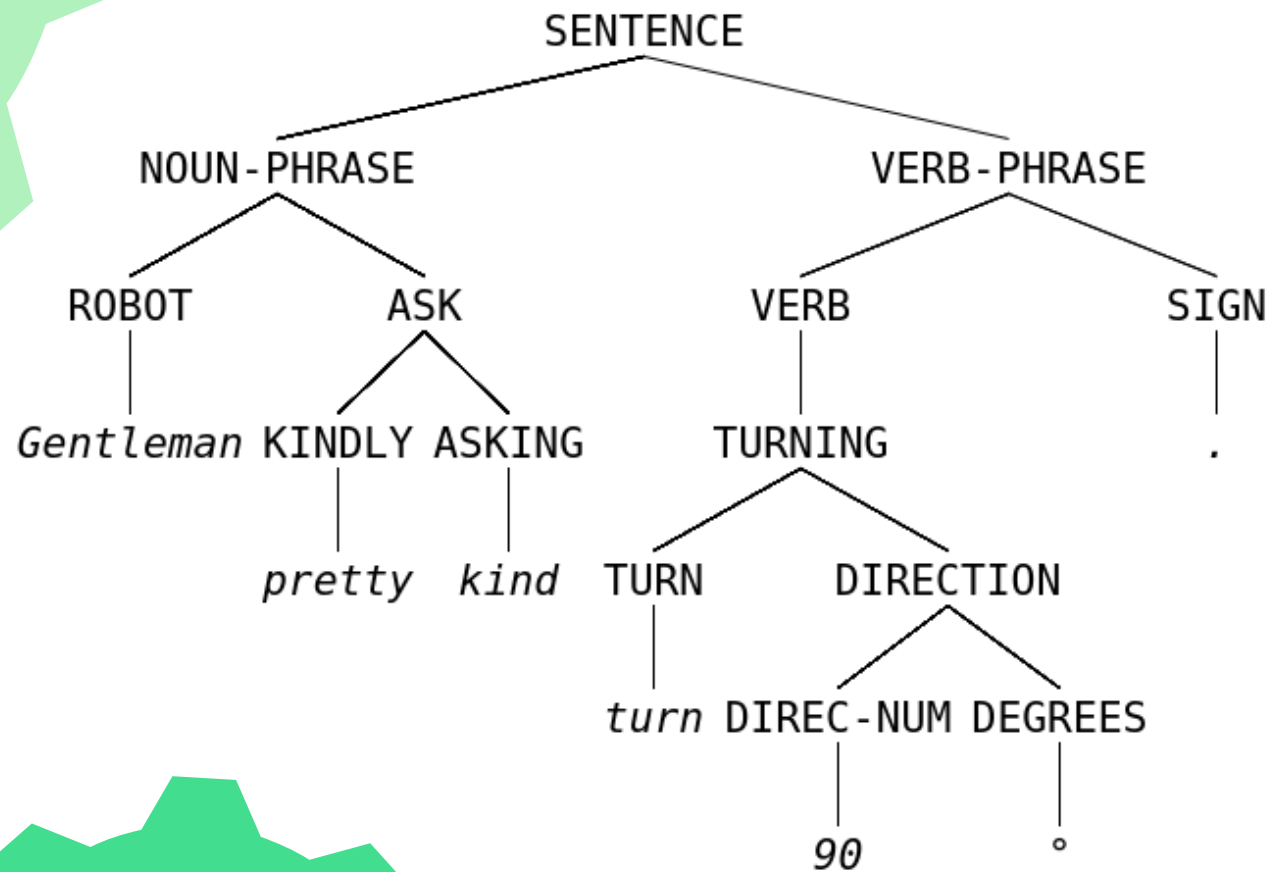 SENTENCE
NOUN-PHRASE VERB-PHRASE
ROBOT ASK VERB SIGN
Gentleman KINDLY ASKING TURNING .
pretty kind TURN DIRECTION
turn DIREC-NUM DEGREES
90 °